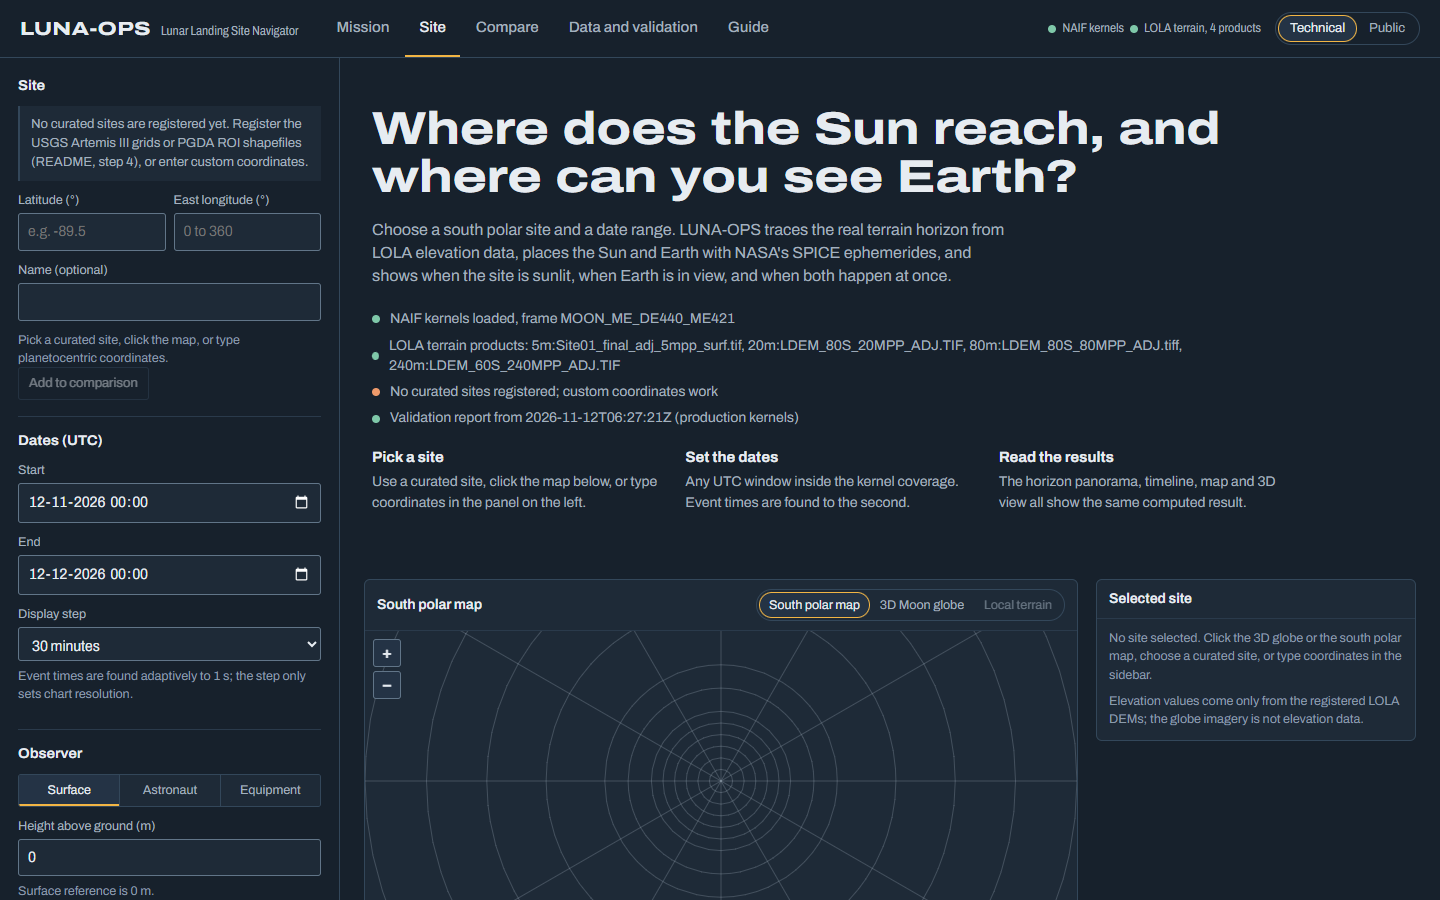 LUNA-OPS Lunar Landing Site Navigator
Mission
Site
Compare
Data and validation
Guide
NAIF kernels
LOLA terrain, 4 products
Technical
Public
Site
No curated sites are registered yet. Register the
USGS Artemis III grids or PGDA ROI shapefiles
(README, step 4), or enter custom coordinates.
Latitude (°)
East longitude (°)
e.g. -89.5
0 to 360
Name (optional)
Pick a curated site, click the map, or type
planetocentric coordinates.
Add to comparison
Dates (UTC)
Start
12-11-2026 00:00
End
12-12-2026 00:00
Display step
30 minutes
Event times are found adaptively to 1 s; the step only
sets chart resolution.
Observer
Surface
Astronaut
Equipment
Height above ground (m)
0
Surface reference is 0 m.
Where does the Sun reach, and
where can you see Earth?
Choose a south polar site and a date range. LUNA-OPS traces the real terrain horizon from
LOLA elevation data, places the Sun and Earth with NASA's SPICE ephemerides, and
shows when the site is sunlit, when Earth is in view, and when both happen at once.
NAIF kernels loaded, frame MOON_ME_DE440_ME421
LOLA terrain products: 5m:Site01_final_adj_5mpp_surf.tif, 20m:LDEM_80S_20MPP_ADJ.TIF, 80m:LDEM_80S_80MPP_ADJ.tiff,
240m:LDEM_60S_240MPP_ADJ.TIF
No curated sites registered; custom coordinates work
Validation report from 2026-11-12T06:27:21Z (production kernels)
Pick a site
Use a curated site, click the map below, or type
coordinates in the panel on the left.
Set the dates
Any UTC window inside the kernel coverage.
Event times are found to the second.
Read the results
The horizon panorama, timeline, map and 3D
view all show the same computed result.
South polar map
South polar map
3D Moon globe
Local terrain
+
−
Selected site
No site selected. Click the 3D globe or the south polar
map, choose a curated site, or type coordinates in the
sidebar.
Elevation values come only from the registered LOLA
DEMs; the globe imagery is not elevation data.